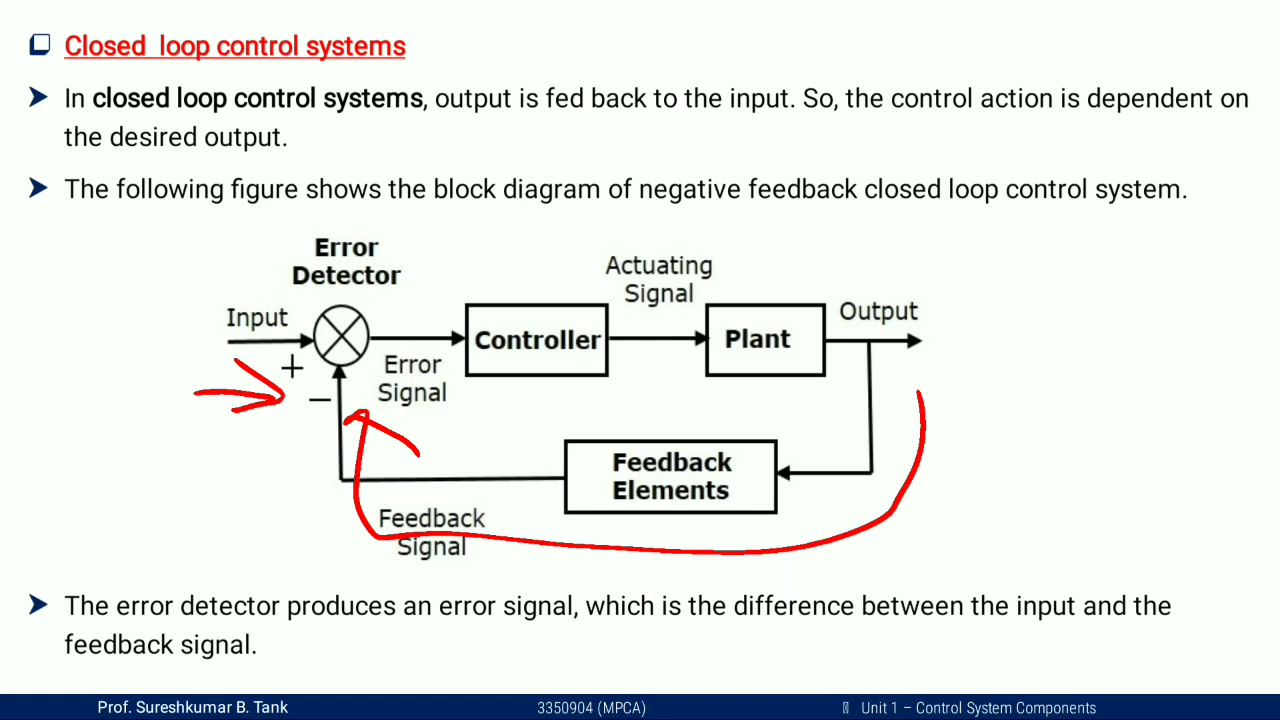 Closed loop control systems
In closed loop control systems, output is fed back to the input. So, the control action is dependent on
the desired output.
The following figure shows the block diagram of negative feedback closed loop control system.
Error
Detector
Actuating
Signal
Input
Output
Controller
Plant
+
Error
Signal
−
Feedback
Elements
Feedback
Signal
The error detector produces an error signal, which is the difference between the input and the
feedback signal.
Prof. Sureshkumar B. Tank
3350904 (MPCA)
Unit 1 – Control System Components